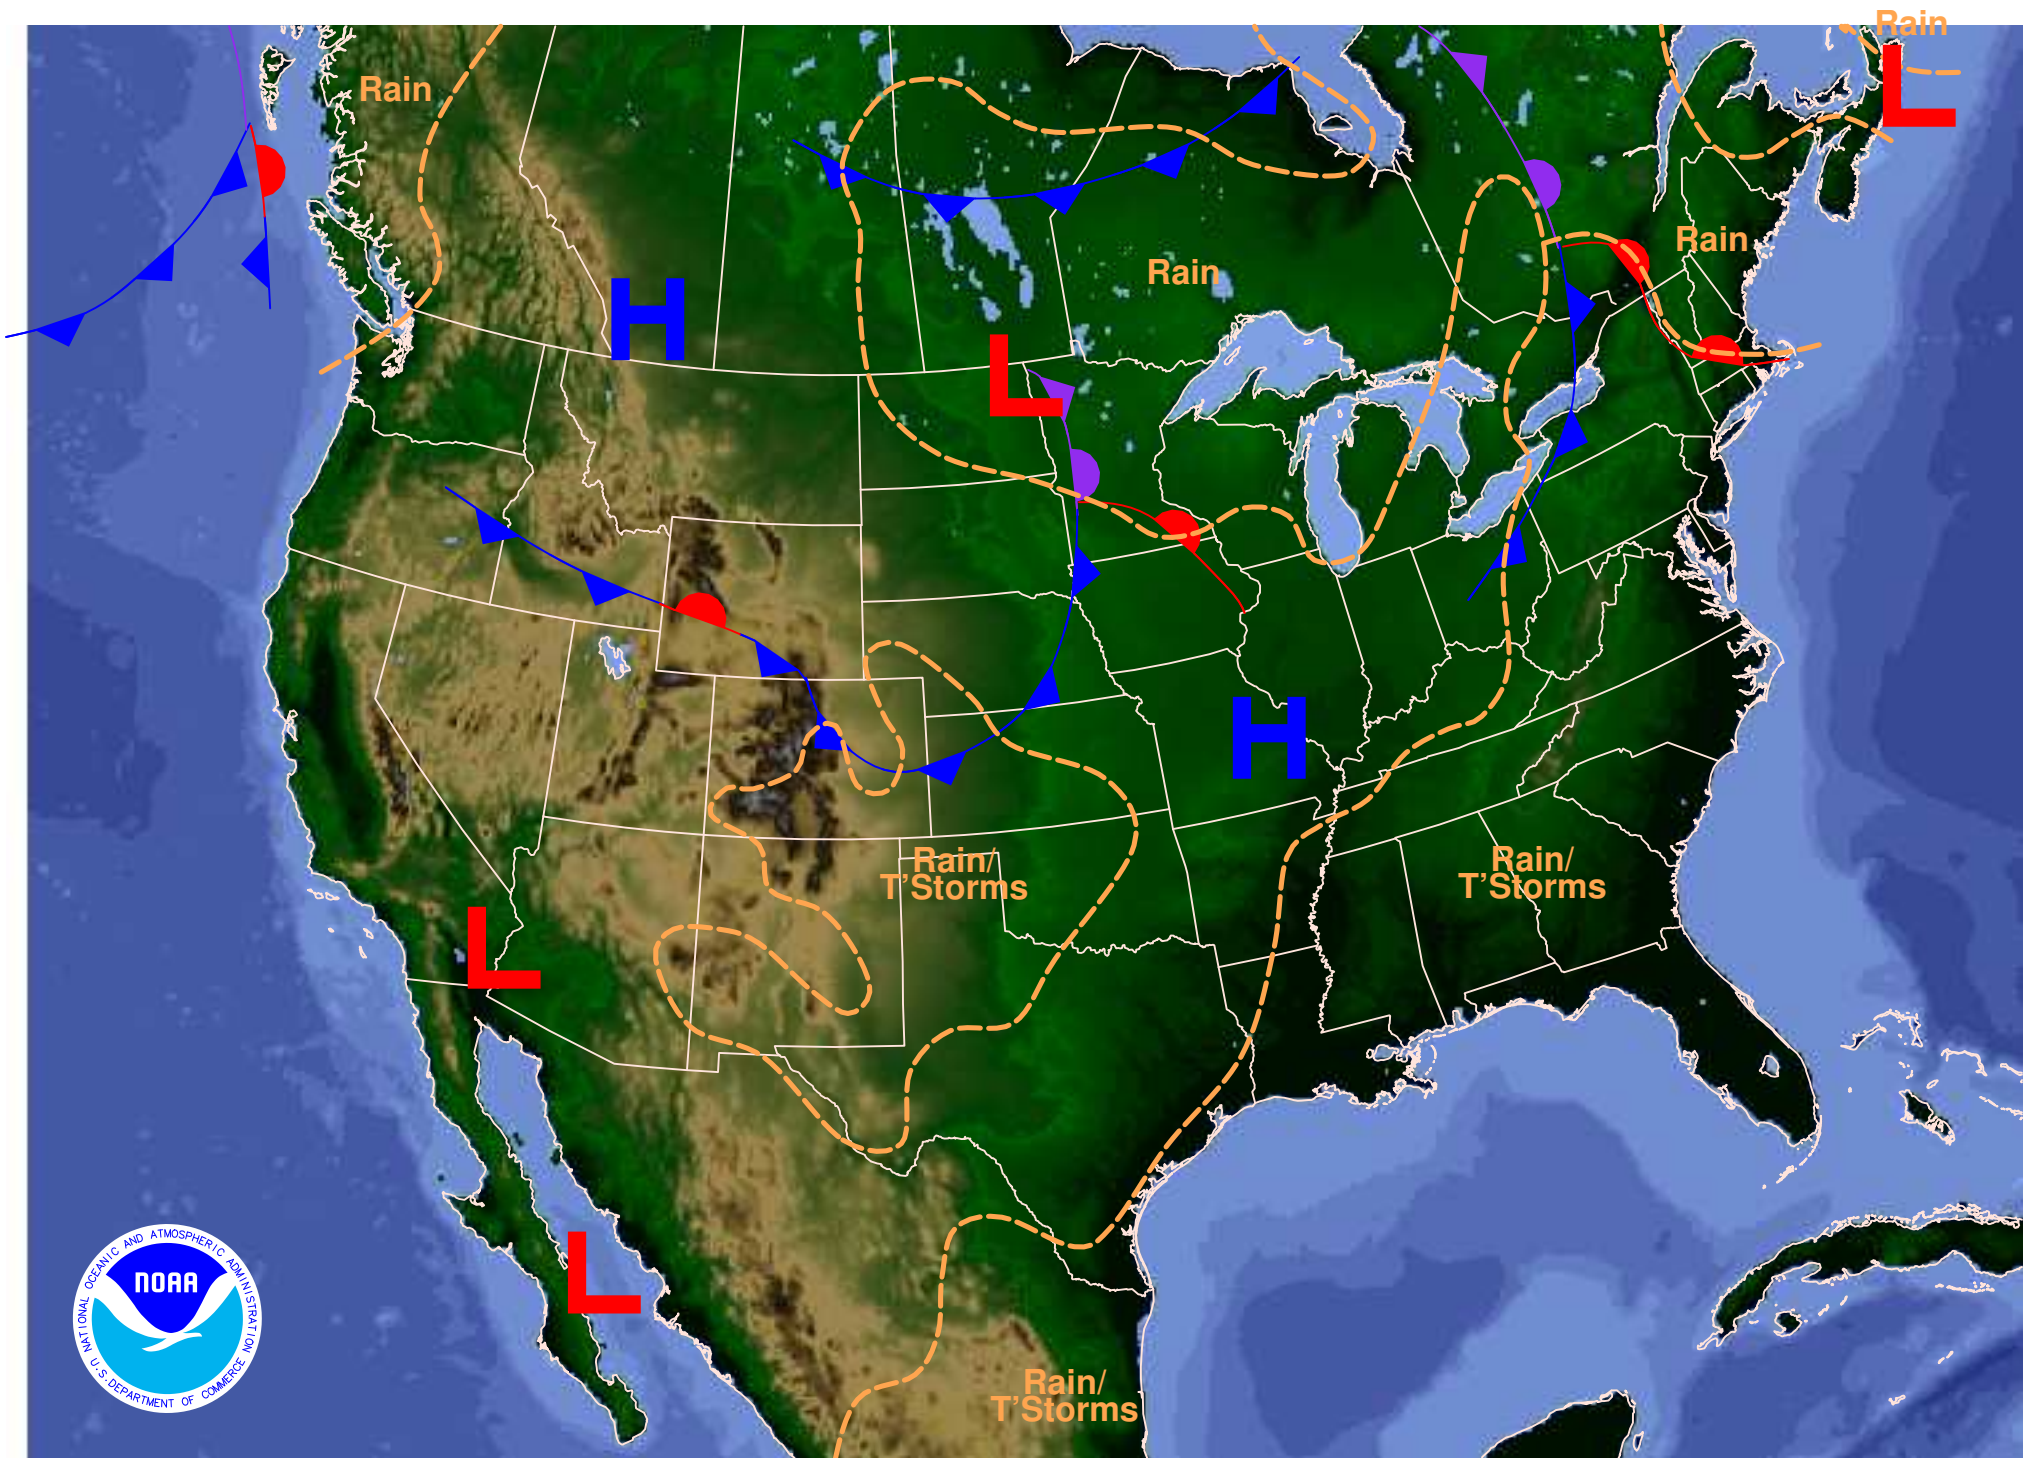 Rain
Rain
Rain
Rain
H
L
L
L
L
H
Rain/
T'Storms
Rain/
T'Storms
Rain/
T'Storms
NATIONAL OCEANIC AND ATMOSPHERIC ADMINISTRATION
NOAA
U.S. DEPARTMENT OF COMMERCE